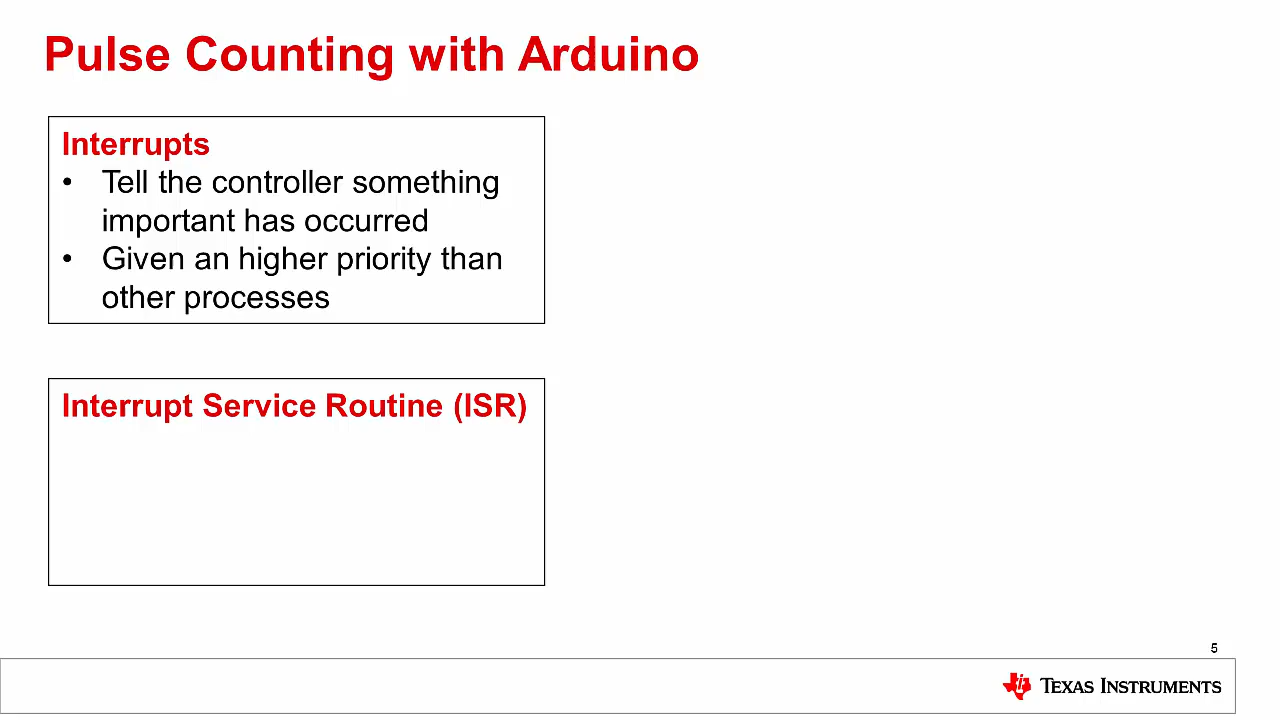 Pulse Counting with Arduino
Interrupts
• Tell the controller something
important has occurred
• Given an higher priority than
other processes
Interrupt Service Routine (ISR)
5
TEXAS INSTRUMENTS